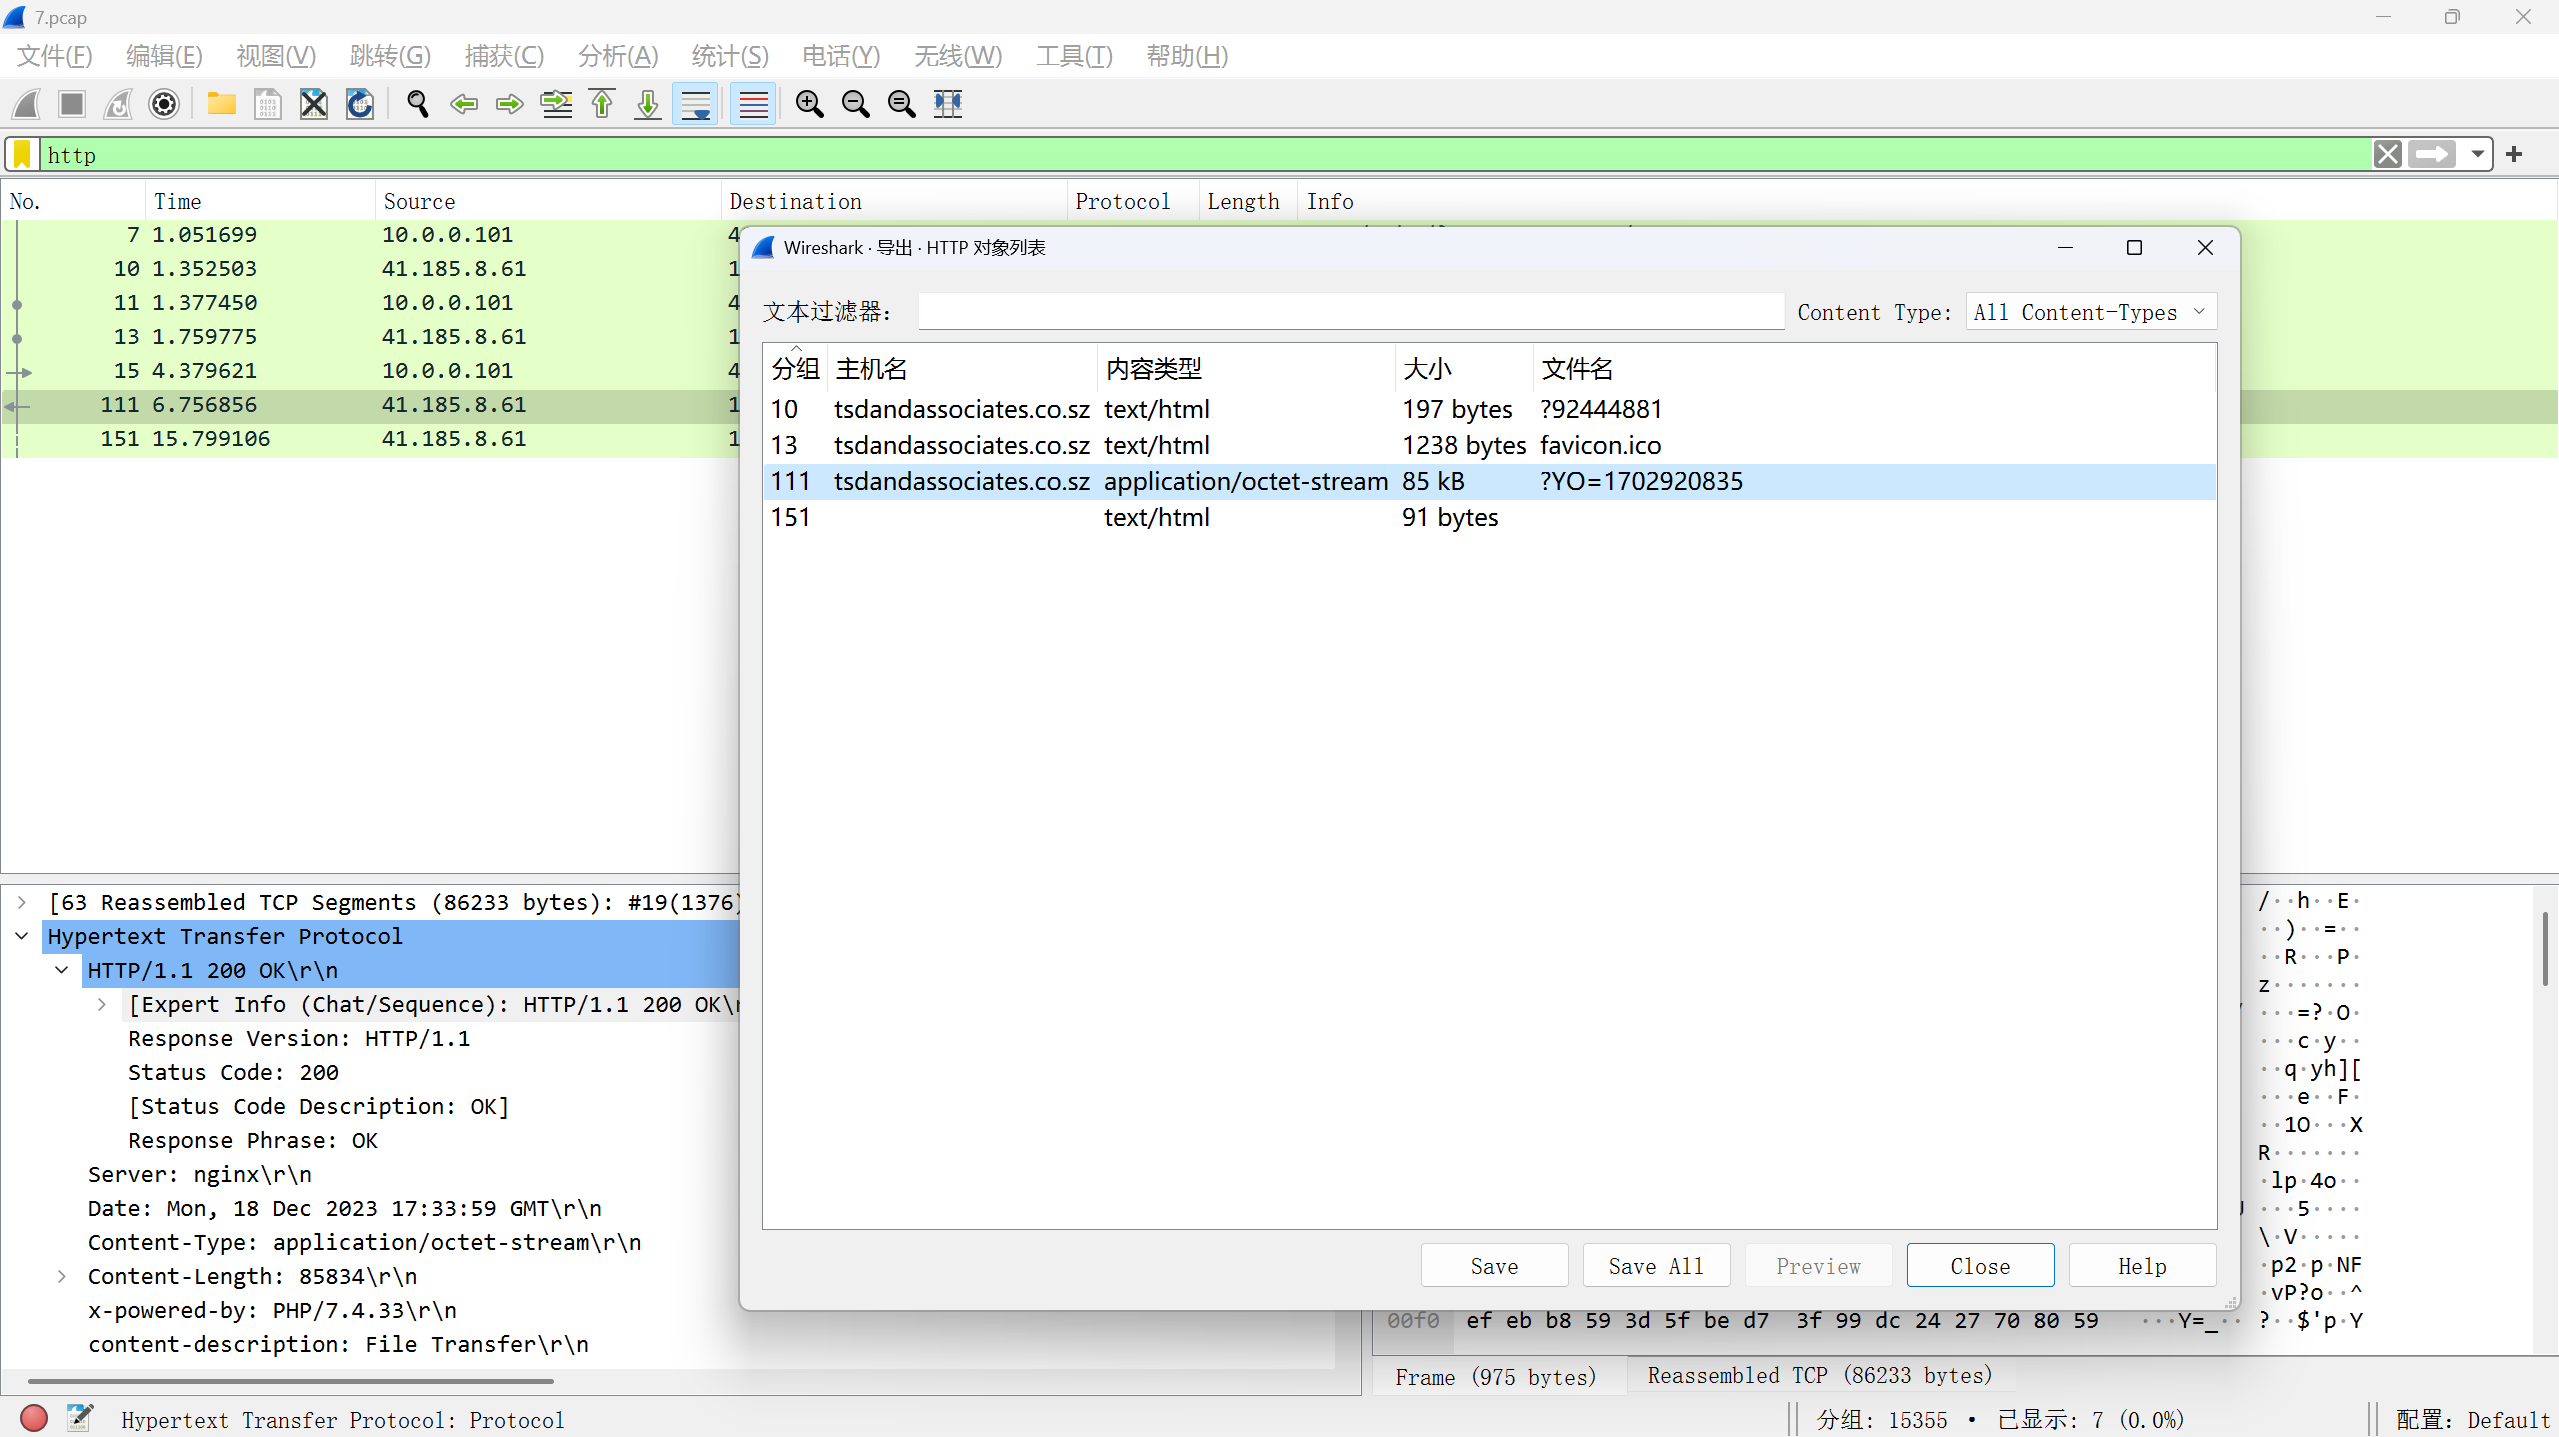 7.pcap
文件(F) 编辑(E) 视图(V) 跳转(G) 捕获(C) 分析(A) 统计(S) 电话(Y) 无线(W) 工具(T) 帮助(H)
http
No. Time Source Destination Protocol Length Info
7 1.051699 10.0.0.101 4
10 1.352503 41.185.8.61 1
11 1.377450 10.0.0.101 4
13 1.759775 41.185.8.61 1
15 4.379621 10.0.0.101 4
111 6.756856 41.185.8.61 1
151 15.799106 41.185.8.61 1
Wireshark · 导出 · HTTP 对象列表
文本过滤器: Content Type: All Content-Types
分组 主机名 内容类型 大小 文件名
10 tsdandassociates.co.sz text/html 197 bytes ?92444881
13 tsdandassociates.co.sz text/html 1238 bytes favicon.ico
111 tsdandassociates.co.sz application/octet-stream 85 kB ?YO=1702920835
151 text/html 91 bytes
Save Save All Preview Close Help
[63 Reassembled TCP Segments (86233 bytes): #19(1376)
Hypertext Transfer Protocol
HTTP/1.1 200 OK\r\n
[Expert Info (Chat/Sequence): HTTP/1.1 200 OK\r
Response Version: HTTP/1.1
Status Code: 200
[Status Code Description: OK]
Response Phrase: OK
Server: nginx\r\n
Date: Mon, 18 Dec 2023 17:33:59 GMT\r\n
Content-Type: application/octet-stream\r\n
Content-Length: 85834\r\n
x-powered-by: PHP/7.4.33\r\n
content-description: File Transfer\r\n
/··h··E·
··)··=··
··R···P·
z·······
···=?·O·
···c·y··
··q·yh][
···e··F·
··1O···X
R·······
·lp·4o··
···5····
\·V·····
·p2·p·NF
·vP?o··^
00f0 ef eb b8 59 3d 5f be d7 3f 99 dc 24 27 70 80 59 ···Y=_·· ?··$'p·Y
Frame (975 bytes) Reassembled TCP (86233 bytes)
Hypertext Transfer Protocol: Protocol
分组: 15355 · 已显示: 7 (0.0%)
配置: Default